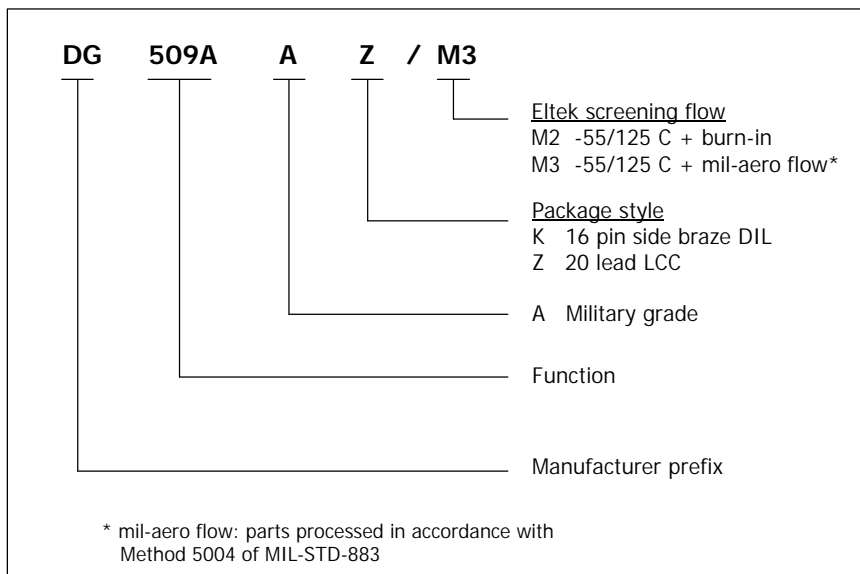 DG 509A A Z / M3
Eltek screening flow
M2 -55/125 C + burn-in
M3 -55/125 C + mil-aero flow*
Package style
K 16 pin side braze DIL
Z 20 lead LCC
A Military grade
Function
Manufacturer prefix
* mil-aero flow: parts processed in accordance with
Method 5004 of MIL-STD-883